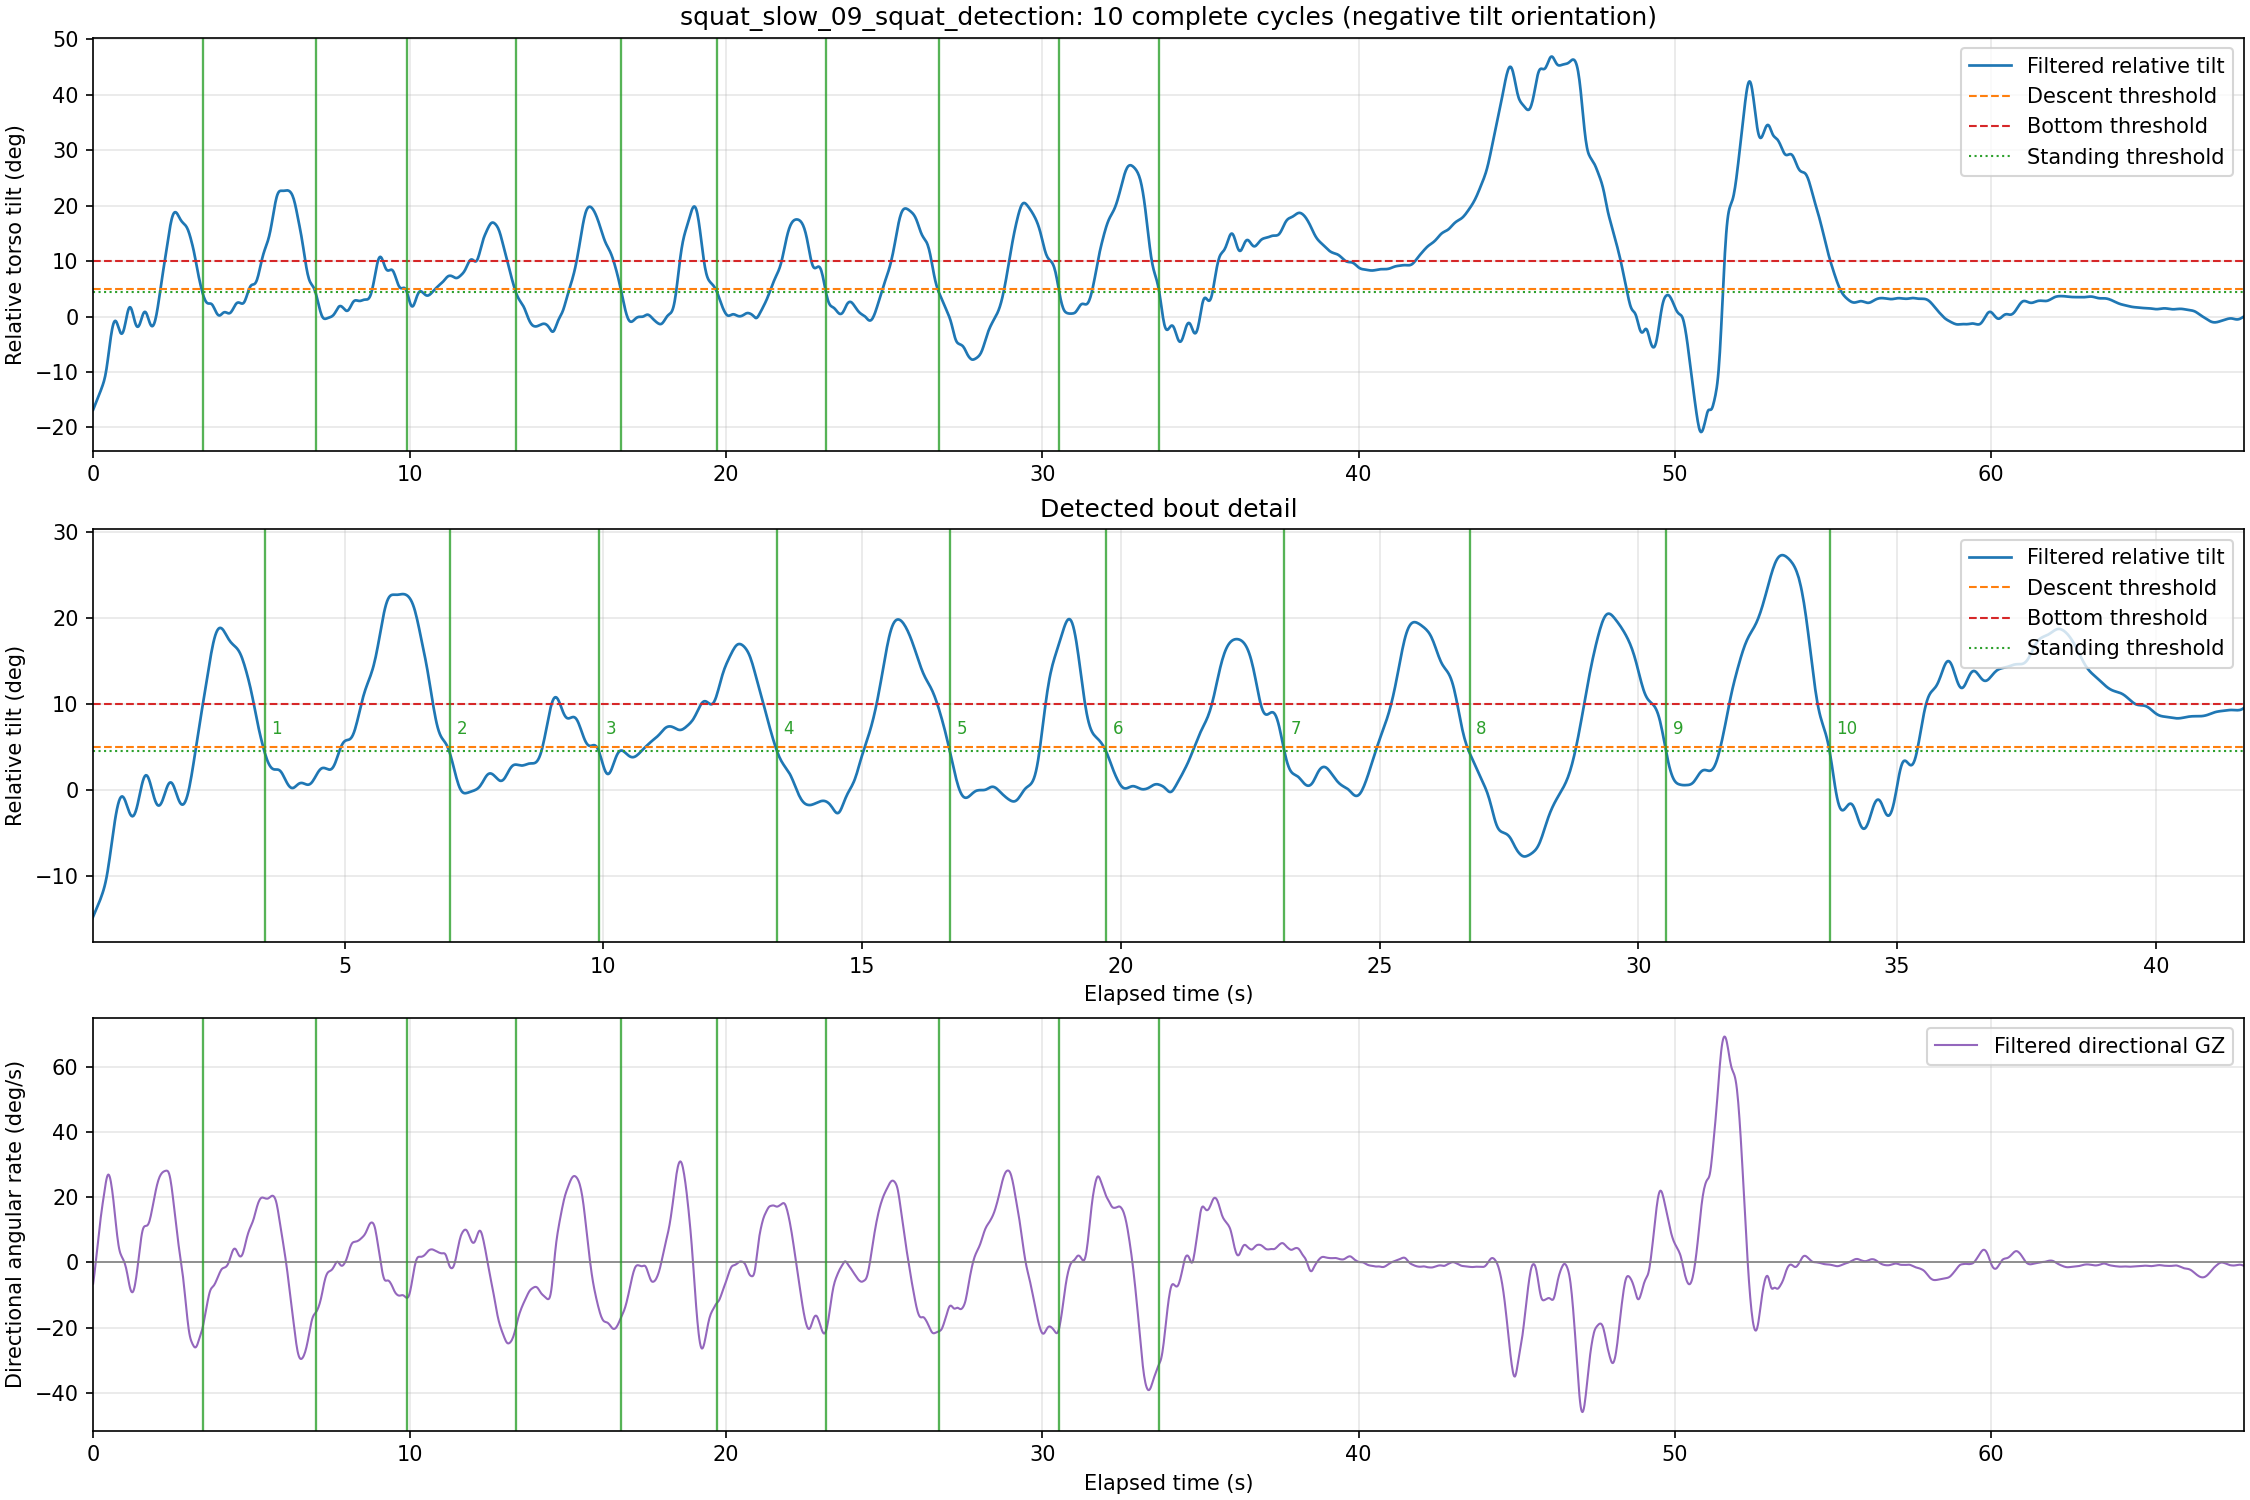 squat_slow_09_squat_detection: 10 complete cycles (negative tilt orientation)
Relative torso tilt (deg)
50
40
30
20
10
0
−10
−20
Filtered relative tilt
Descent threshold
Bottom threshold
Standing threshold
0 10 20 30 40 50 60
Detected bout detail
Relative tilt (deg)
30
20
10
0
−10
Filtered relative tilt
Descent threshold
Bottom threshold
Standing threshold
1 2 3 4 5 6 7 8 9 10
5 10 15 20 25 30 35 40
Elapsed time (s)
Directional angular rate (deg/s)
60
40
20
0
−20
−40
Filtered directional GZ
0 10 20 30 40 50 60
Elapsed time (s)